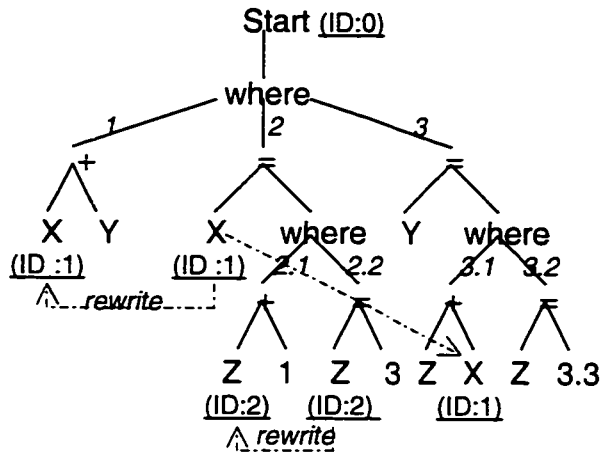 Start (ID:0)
where
1 2 3
+ = =
X Y X where Y where
(ID :1) (ID :1) 2.1 2.2 3.1 3.2
rewrite + = + =
Z 1 Z 3 Z X Z 3.3
(ID:2) (ID:2) (ID:1)
rewrite